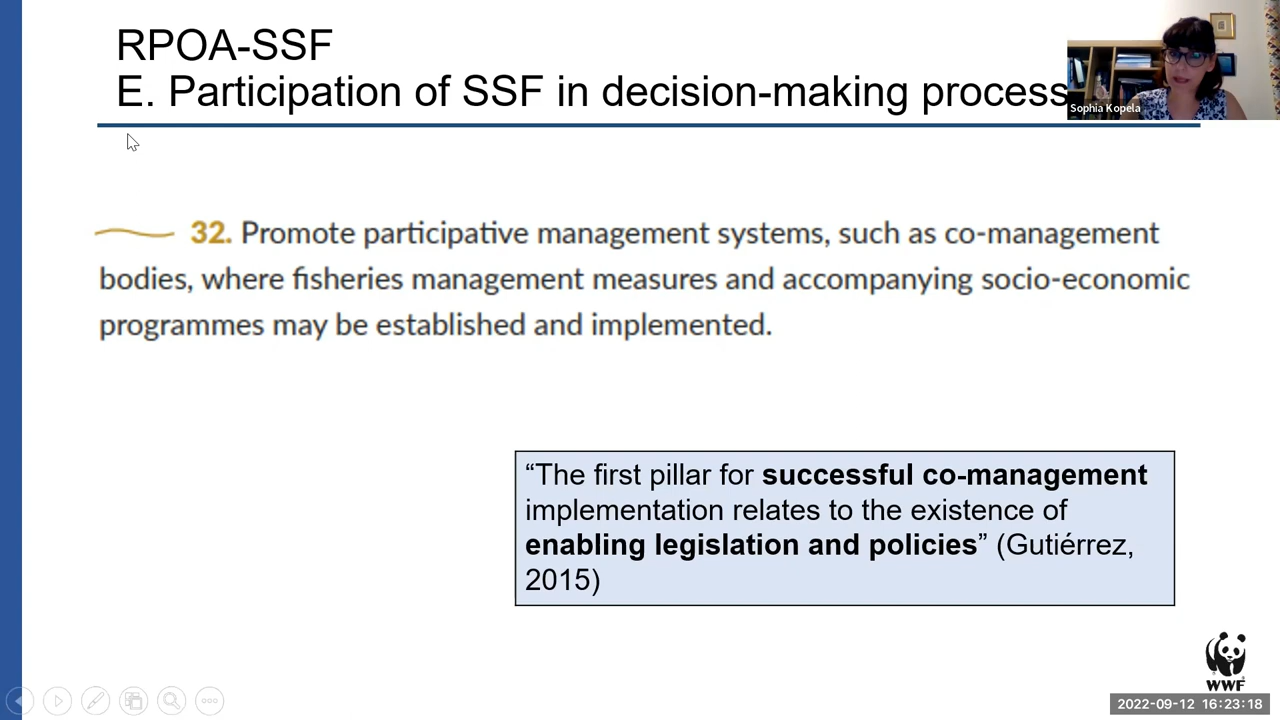 RPOA-SSF
E. Participation of SSF in decision-making process
Sophia Kopela
32. Promote participative management systems, such as co-management
bodies, where fisheries management measures and accompanying socio-economic
programmes may be established and implemented.
“The first pillar for successful co-management
implementation relates to the existence of
enabling legislation and policies” (Gutiérrez,
2015)
WWF
2022-09-12 16:23:18